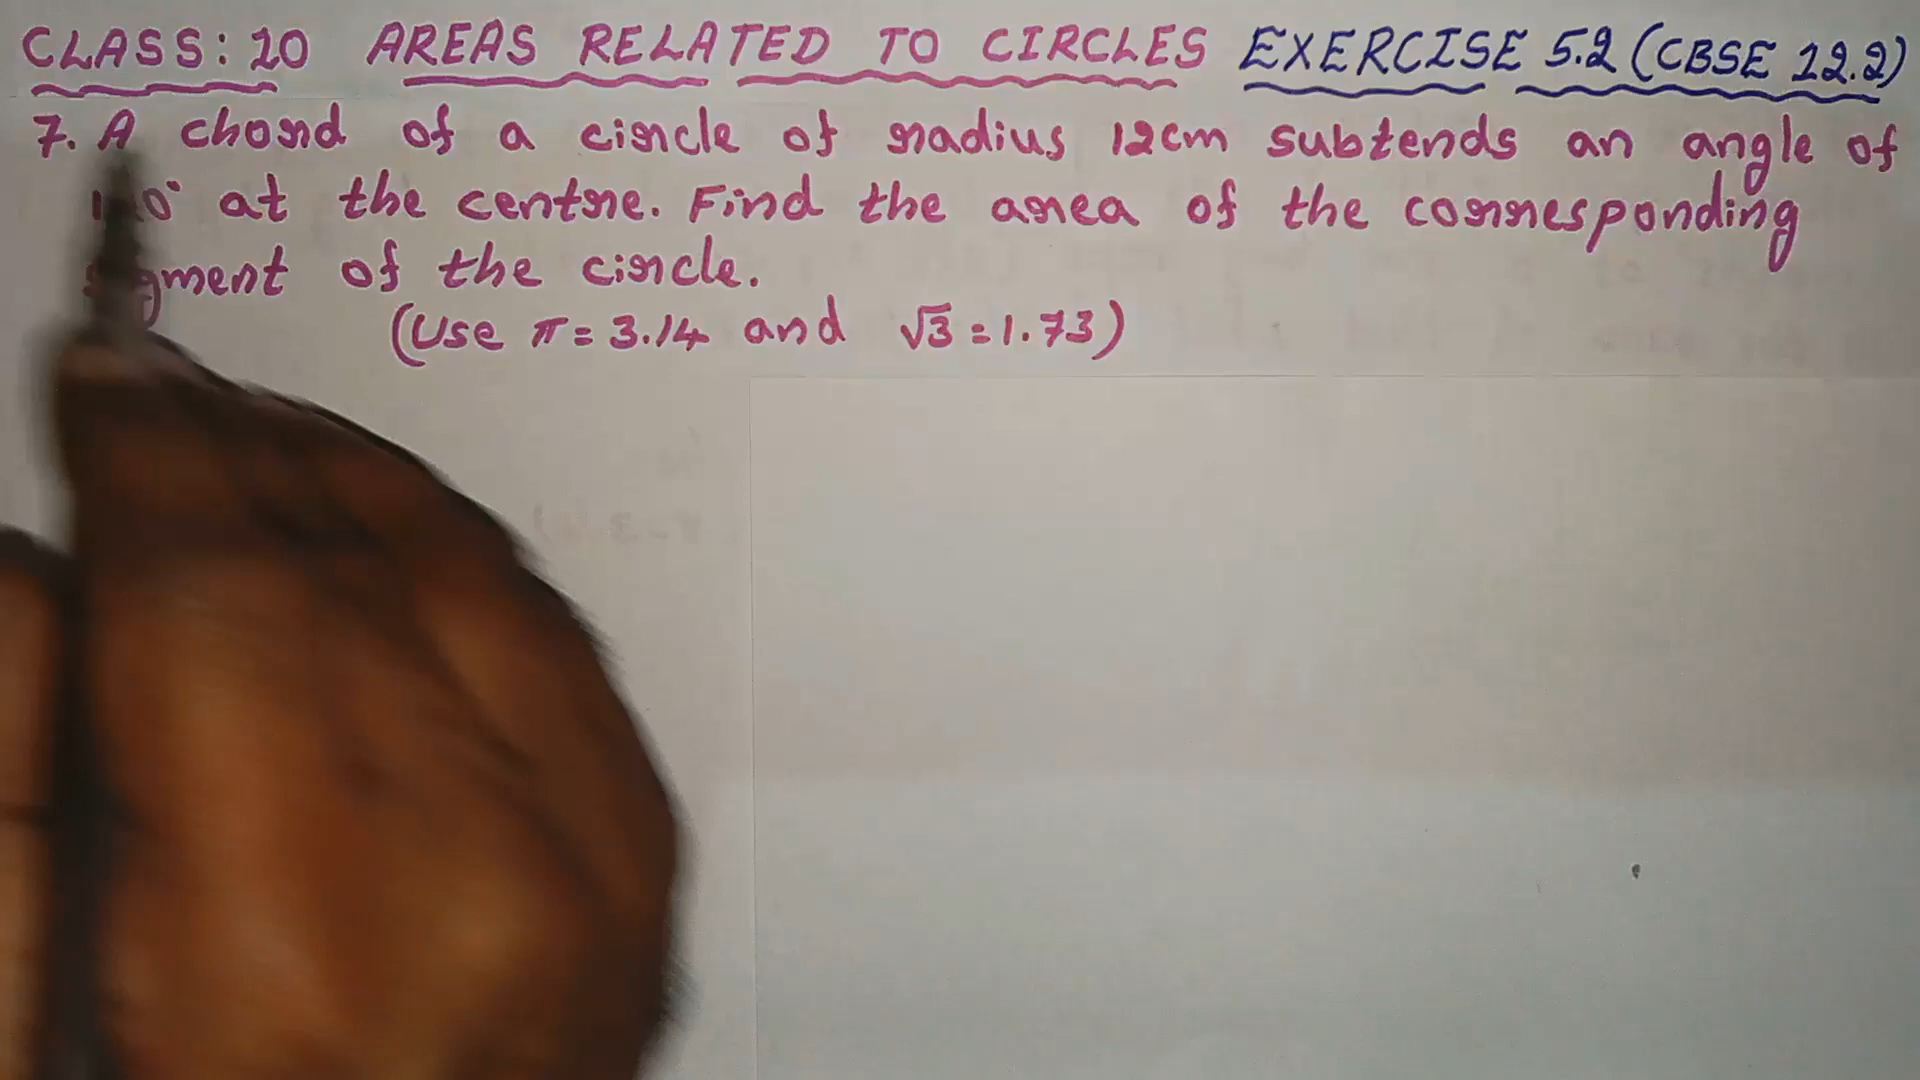 CLASS: 10 AREAS RELATED TO CIRCLES EXERCISE 5.2 (CBSE 12.2)
7. A chord of a circle of radius 12cm subtends an angle of
at the centre. Find the area of the corresponding
of the circle.
(Use π = 3.14 and √3 = 1.73)